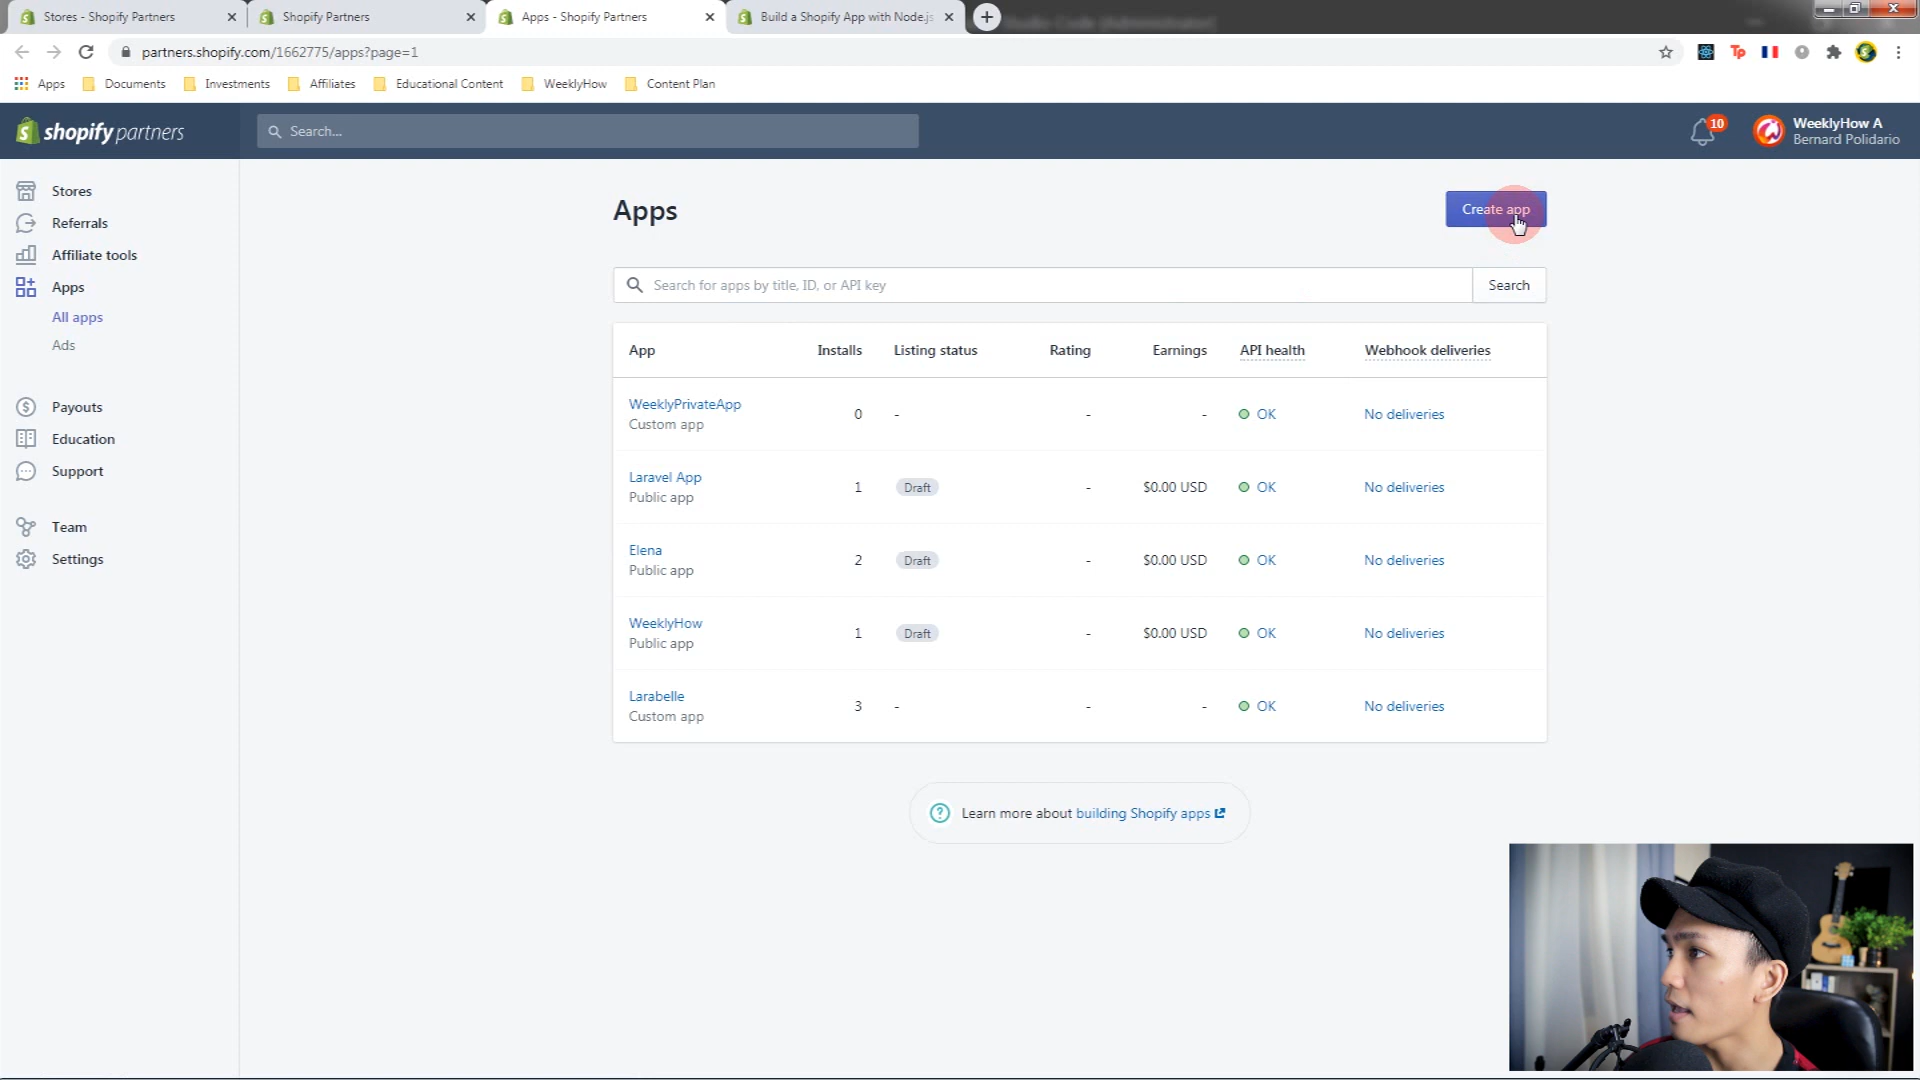 Stores - Shopify Partners
Shopify Partners
Apps - Shopify Partners
Build a Shopify App with Node.js
Studio Code (Administrator)
partners.shopify.com/1662775/apps?page=1
Tp
Apps
Documents
Investments
Affiliates
Educational Content
WeeklyHow
Content Plan
shopify partners
Search...
10
WeeklyHow A
Bernard Polidario
Stores
Referrals
Affiliate tools
Apps
All apps
Ads
Payouts
Education
Support
Team
Settings
Apps
Create app
Search for apps by title, ID, or API key
Search
App Installs Listing status Rating Earnings API health Webhook deliveries
WeeklyPrivateApp
Custom app
0 - - - OK No deliveries
Laravel App
Public app
1 Draft - $0.00 USD OK No deliveries
Elena
Public app
2 Draft - $0.00 USD OK No deliveries
WeeklyHow
Public app
1 Draft - $0.00 USD OK No deliveries
Larabelle
Custom app
3 - - OK No deliveries
Learn more about building Shopify apps